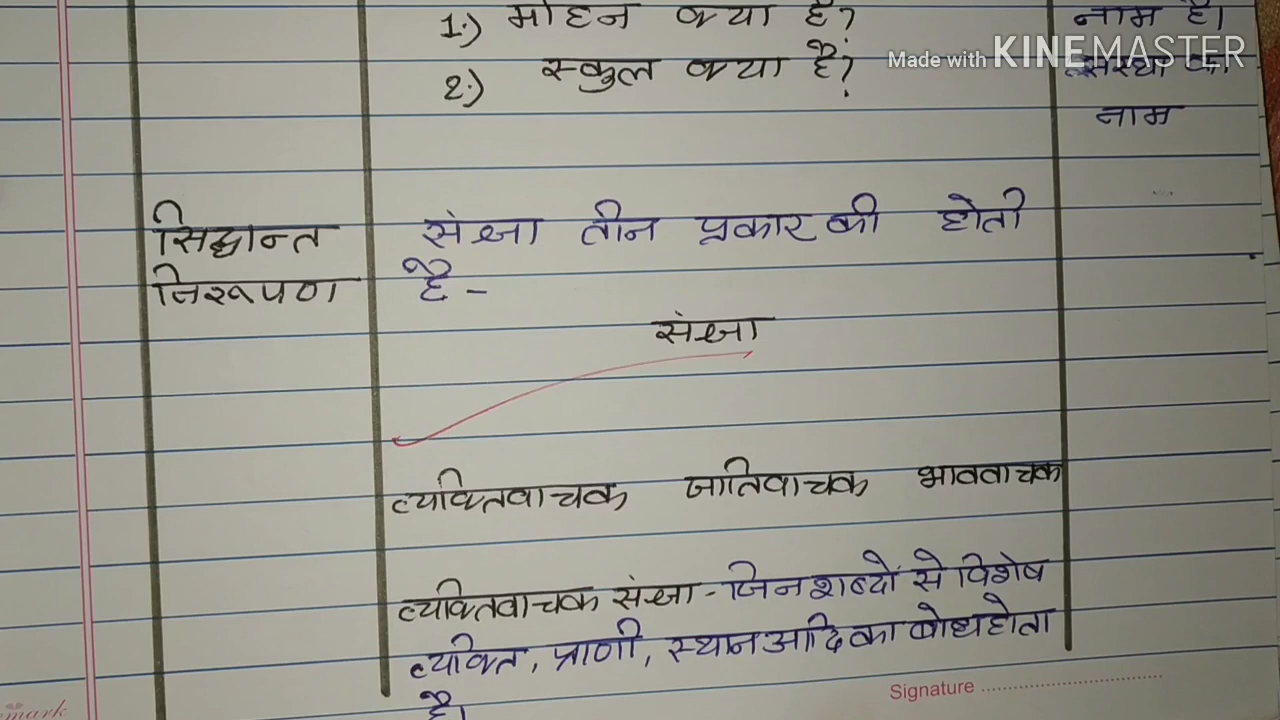 1.) मोहन क्या है? नाम है।
Made with KINEMASTER
2.) स्कुल क्या है? संस्था का
नाम
सिद्धान्त संज्ञा तीन प्रकार की होती
निरूपण है -
संज्ञा
व्यक्तिवाचक जातिवाचक भाववाचक
व्यक्तिवाचक संज्ञा - जिन शब्दों से विशेष
व्यक्ति, प्राणी, स्थान आदि का बोध होता
है।
Signature